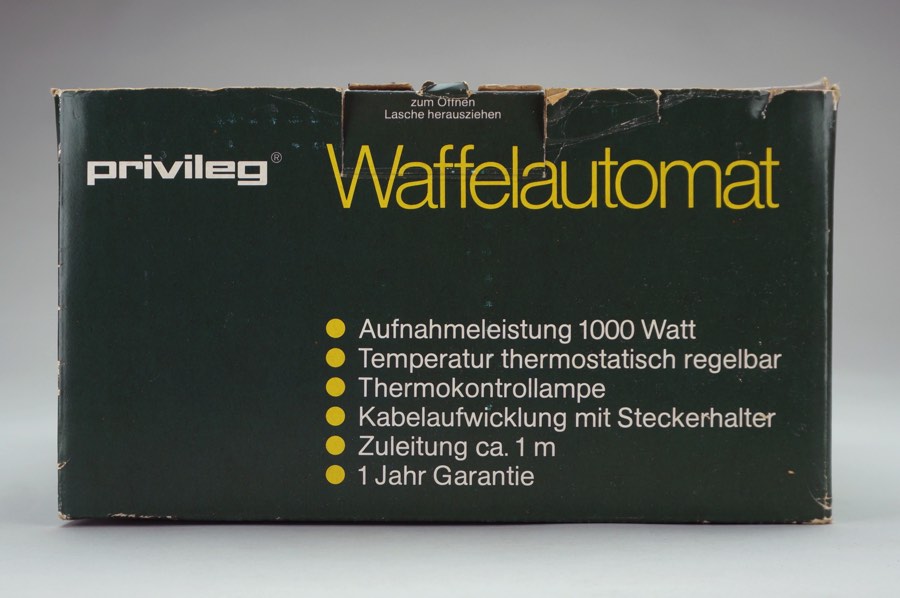 zum Öffnen
Lasche herausziehen
privileg®
Waffelautomat
Aufnahmeleistung 1000 Watt
Temperatur thermostatisch regelbar
Thermokontrollampe
Kabelaufwicklung mit Steckerhalter
Zuleitung ca. 1 m
1 Jahr Garantie